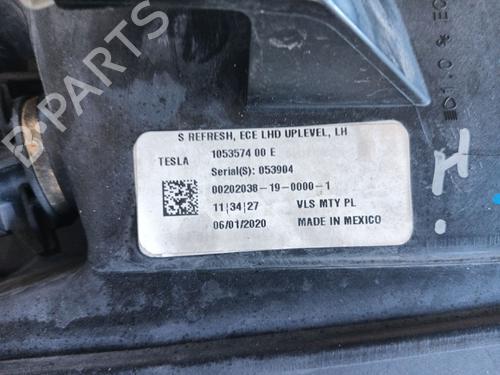 S REFRESH, ECE LHD UPLEVEL, LH
TESLA 1053574 00 E
Serial(S): 053904
00202038-19-0000-1
11|34|27 VLS MTY PL
06/01/2020 MADE IN MEXICO
B-PARTS
H